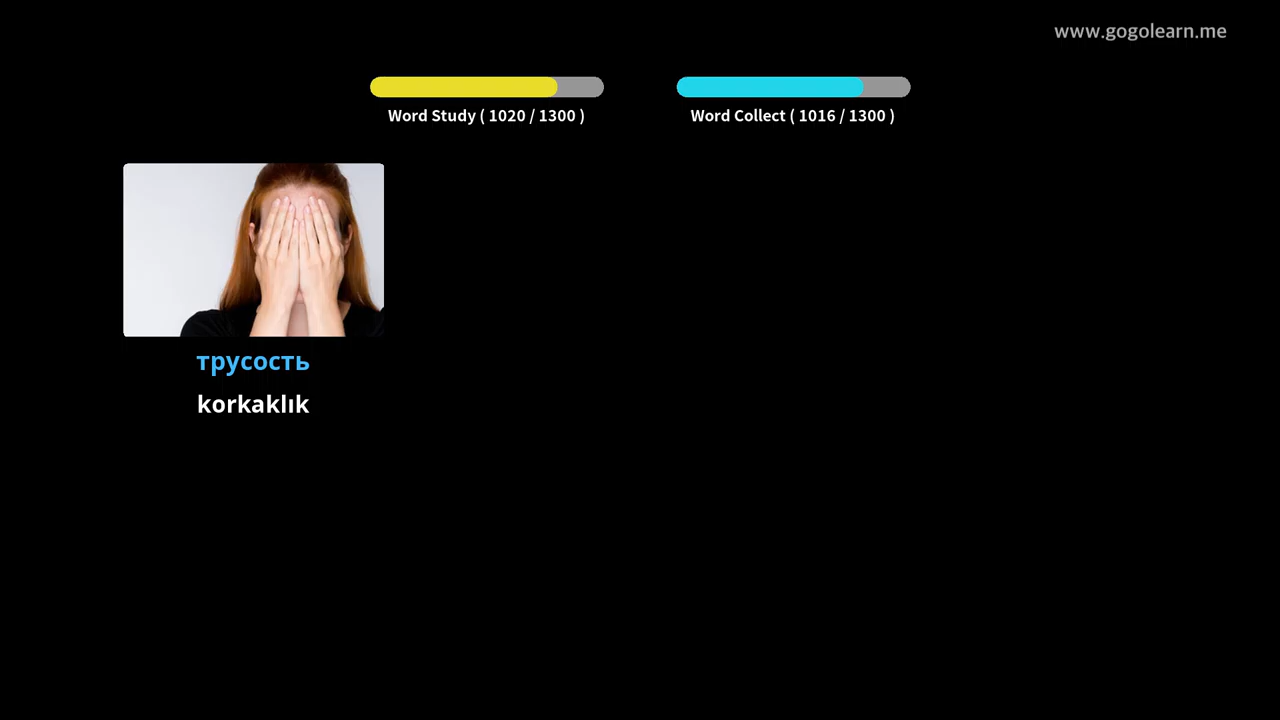 www.gogolearn.me
Word Study ( 1020 / 1300 )
Word Collect ( 1016 / 1300 )
трусость
korkaklık